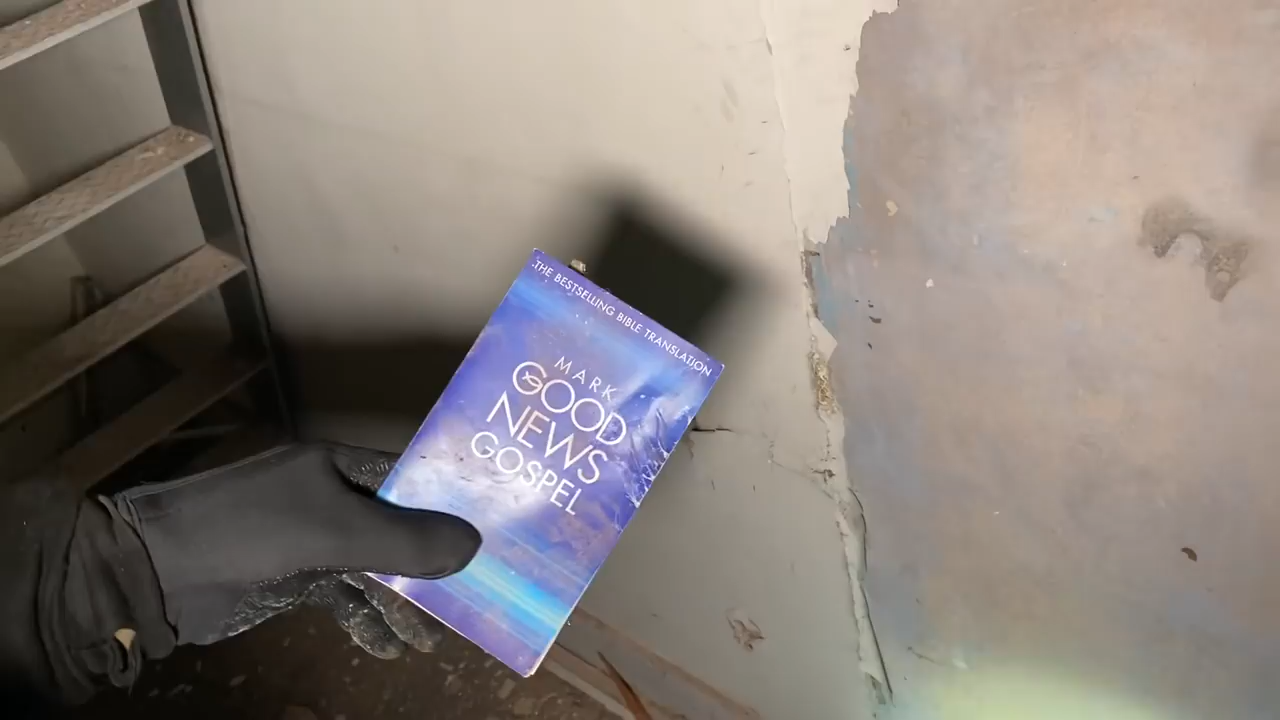 THE BESTSELLING BIBLE TRANSLATION
MARK
GOOD
NEWS
GOSPEL